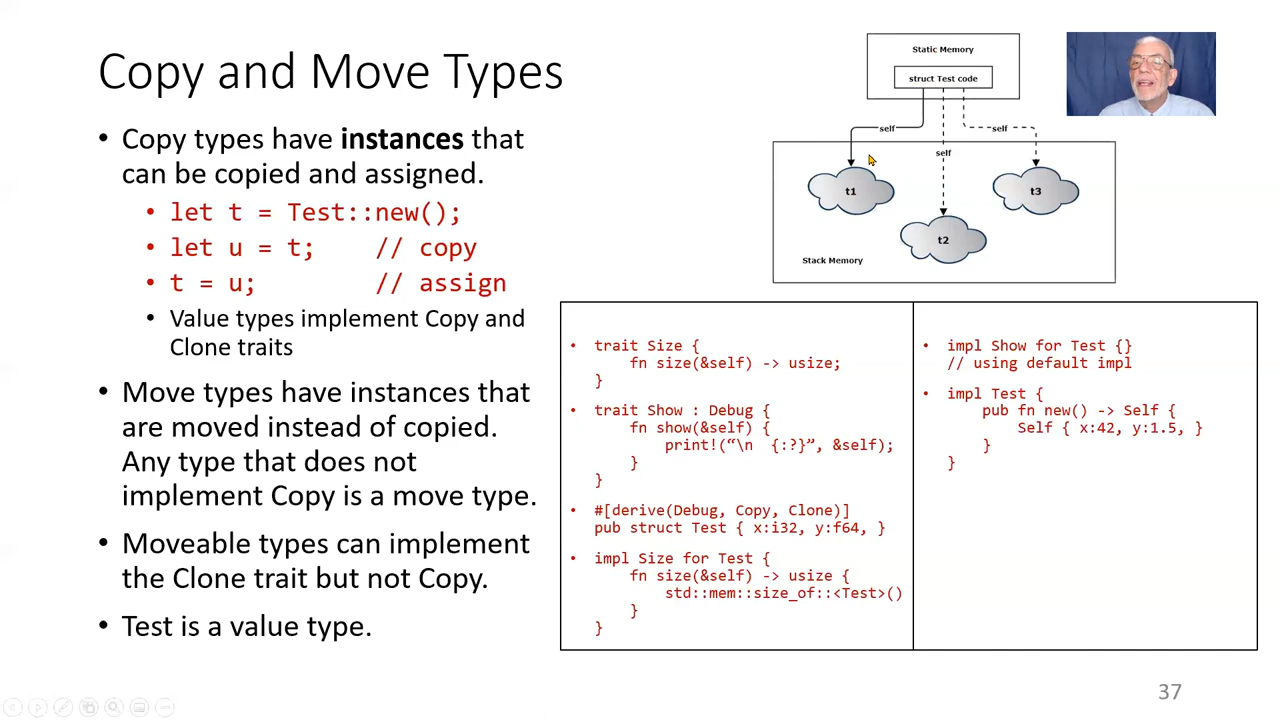 Copy and Move Types
• Copy types have instances that
can be copied and assigned.
• let t = Test::new();
• let u = t; // copy
• t = u; // assign
• Value types implement Copy and
Clone traits
• Move types have instances that
are moved instead of copied.
Any type that does not
implement Copy is a move type.
• Moveable types can implement
the Clone trait but not Copy.
• Test is a value type.
Static Memory
struct Test code
self
self
self
t1
t2
t3
Stack Memory
• trait Size {
fn size(&self) -> usize;
}
• trait Show : Debug {
fn show(&self) {
print!(“\n {:?}”, &self);
}
}
• #[derive(Debug, Copy, Clone)]
pub struct Test { x:i32, y:f64, }
• impl Size for Test {
fn size(&self) -> usize {
std::mem::size_of::<Test>()
}
}
• impl Show for Test {}
// using default impl
• impl Test {
pub fn new() -> Self {
Self { x:42, y:1.5, }
}
}
37